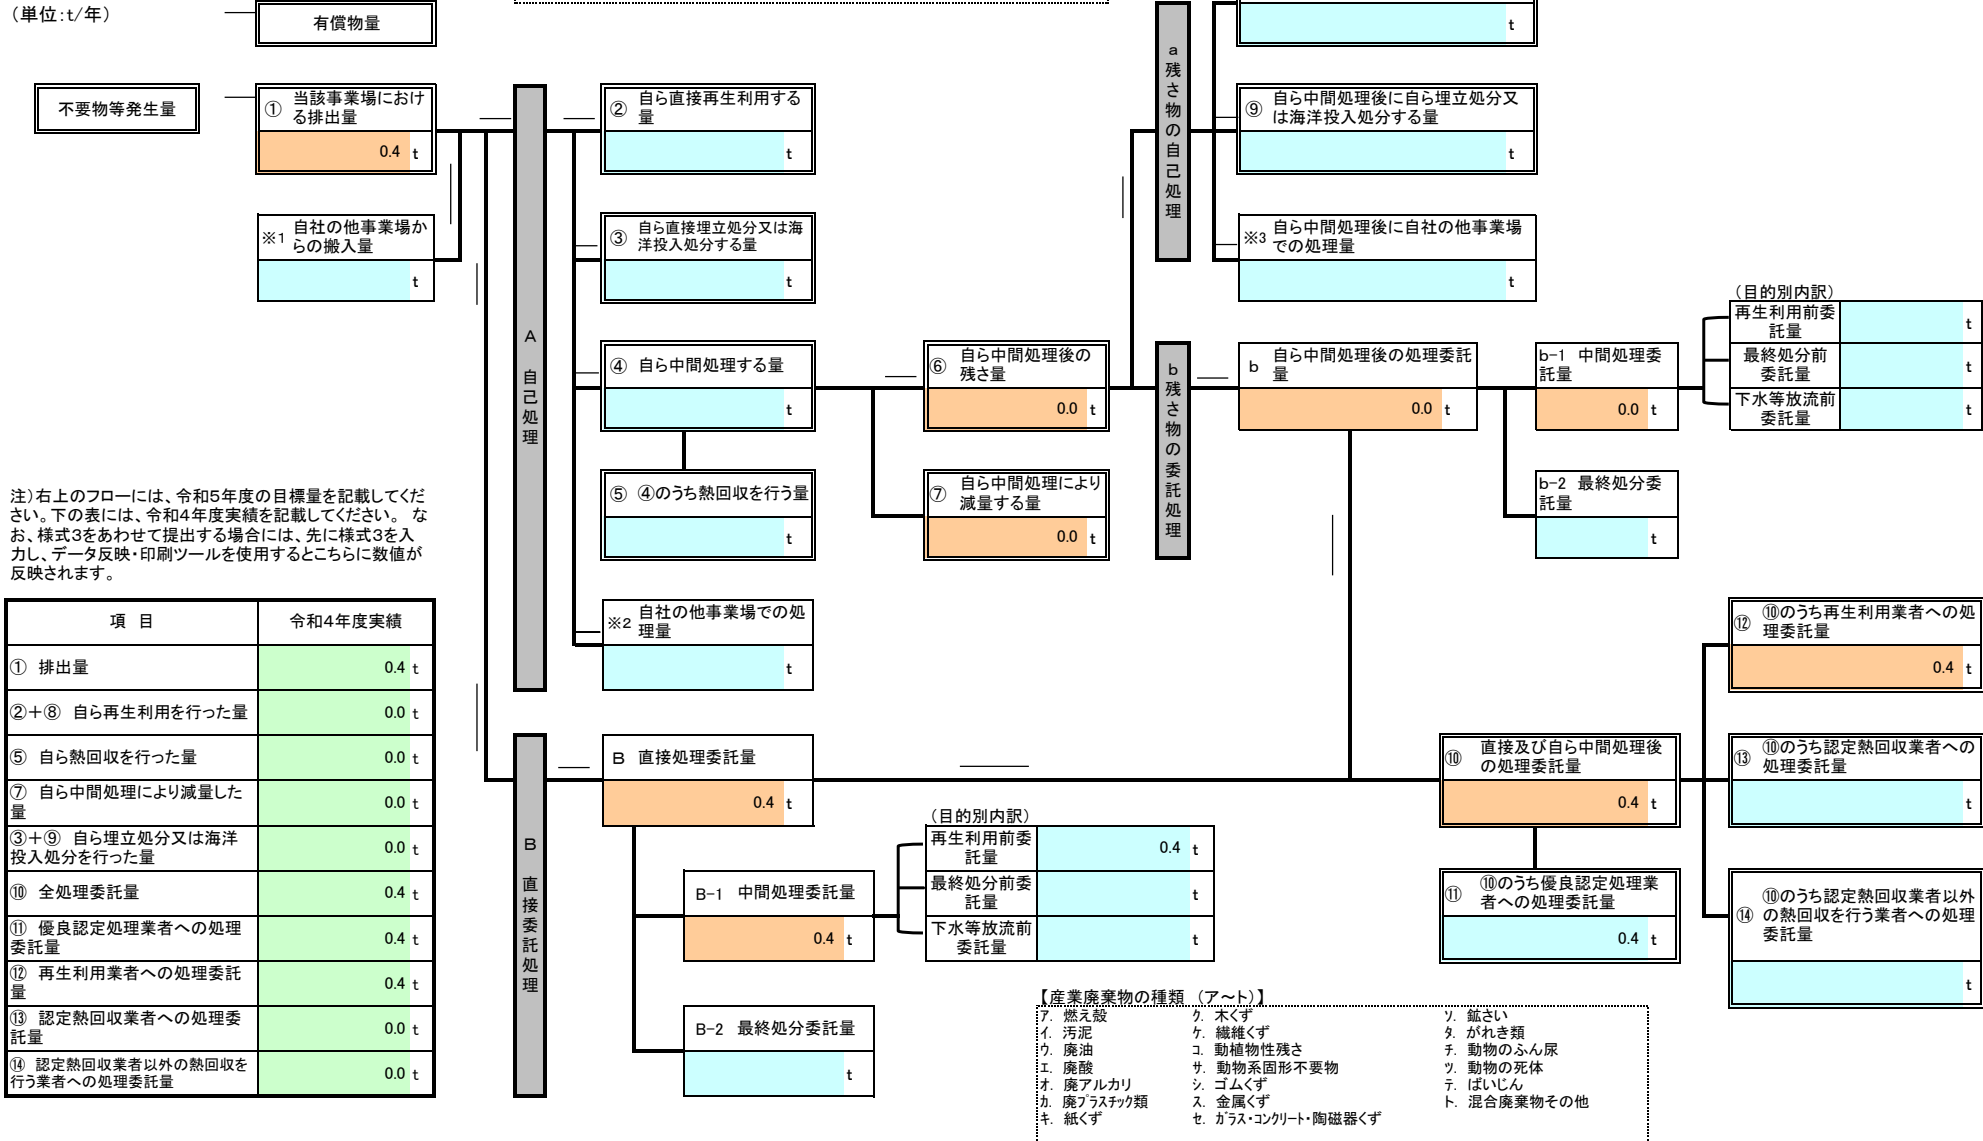 （単位:t/年）
有償物量
t
不要物等発生量
① 当該事業場におけ
る排出量
0.4 t
※1 自社の他事業場か
らの搬入量
t
A 自己処理
② 自ら直接再生利用する
量
t
③ 自ら直接埋立処分又は海
洋投入処分する量
t
④ 自ら中間処理する量
t
⑤ ④のうち熱回収を行う量
t
※2 自社の他事業場での処
理量
t
⑥ 自ら中間処理後の
残さ量
0.0 t
⑦ 自ら中間処理により
減量する量
0.0 t
a 残さ物の自己処理
⑨ 自ら中間処理後に自ら埋立処分又
は海洋投入処分する量
t
※3 自ら中間処理後に自社の他事業場
での処理量
t
b 残さ物の委託処理
b 自ら中間処理後の処理委託
量
0.0 t
b-1 中間処理委
託量
0.0 t
b-2 最終処分委
託量
t
（目的別内訳）
再生利用前委
託量
t
最終処分前
委託量
t
下水等放流前
委託量
t
注）右上のフローには、令和5年度の目標量を記載してくだ
さい。下の表には、令和4年度実績を記載してください。 な
お、様式3をあわせて提出する場合には、先に様式3を入
力し、データ反映・印刷ツールを使用するとこちらに数値が
反映されます。
項 目 令和4年度実績
① 排出量 0.4 t
②＋⑧ 自ら再生利用を行った量 0.0 t
⑤ 自ら熱回収を行った量 0.0 t
⑦ 自ら中間処理により減量した
量 0.0 t
③＋⑨ 自ら埋立処分又は海洋
投入処分を行った量 0.0 t
⑩ 全処理委託量 0.4 t
⑪ 優良認定処理業者への処理
委託量 0.4 t
⑫ 再生利用業者への処理委託
量 0.4 t
⑬ 認定熱回収業者への処理委
託量 0.0 t
⑭ 認定熱回収業者以外の熱回収を
行う業者への処理委託量 0.0 t
B 直接委託処理
B 直接処理委託量
0.4 t
B-1 中間処理委託量
0.4 t
B-2 最終処分委託量
t
（目的別内訳）
再生利用前委
託量
0.4 t
最終処分前委
託量
t
下水等放流前
委託量
t
⑩ 直接及び自ら中間処理後
の処理委託量
0.4 t
⑪ ⑩のうち優良認定処理業
者への処理委託量
0.4 t
⑫ ⑩のうち再生利用業者への処
理委託量
0.4 t
⑬ ⑩のうち認定熱回収業者への
処理委託量
t
⑭ ⑩のうち認定熱回収業者以外
の熱回収を行う業者への処理
委託量
t
【産業廃棄物の種類 （ア～ト）】
ア. 燃え殻 ク. 木くず ソ. 鉱さい
イ. 汚泥 ケ. 繊維くず タ. がれき類
ウ. 廃油 コ. 動植物性残さ チ. 動物のふん尿
エ. 廃酸 サ. 動物系固形不要物 ツ. 動物の死体
オ. 廃アルカリ シ. ゴムくず テ. ばいじん
カ. 廃プラスチック類 ス. 金属くず ト. 混合廃棄物その他
キ. 紙くず セ. ガラス・コンクリート・陶磁器くず